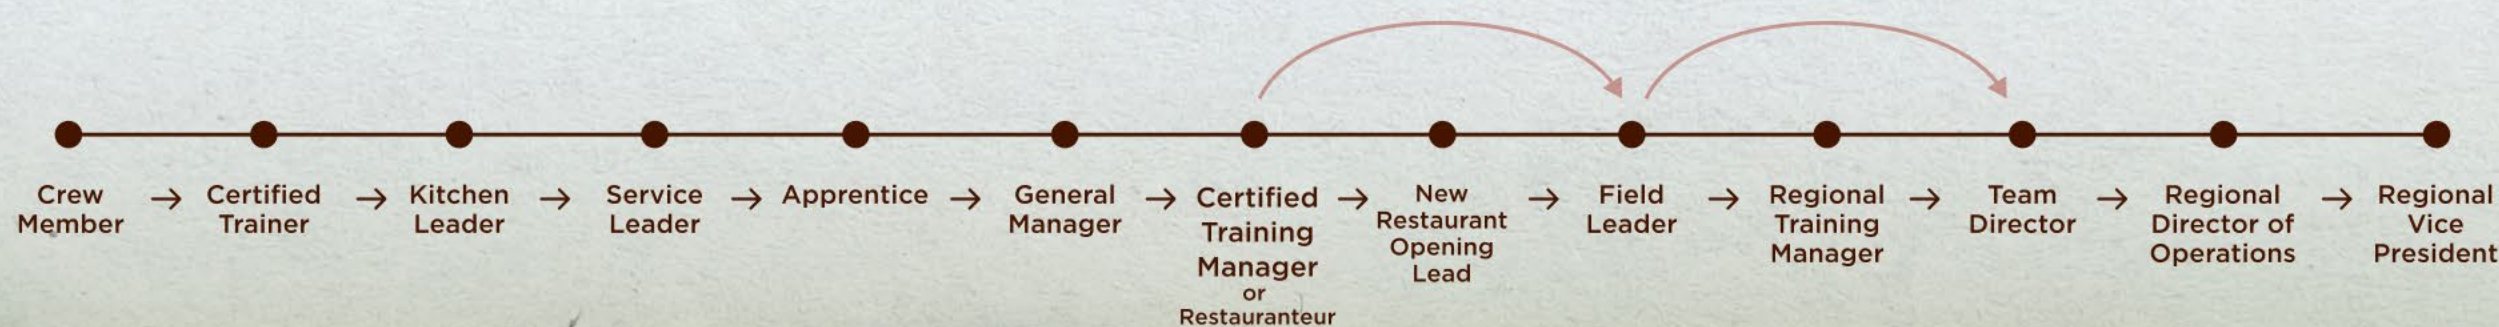 Crew
Member
→
Certified
Trainer
→
Kitchen
Leader
→
Service
Leader
→
Apprentice
→
General
Manager
→
Certified
Training
Manager
or
Restauranteur
→
New
Restaurant
Opening
Lead
→
Field
Leader
→
Regional
Training
Manager
→
Team
Director
→
Regional
Director of
Operations
→
Regional
Vice
President